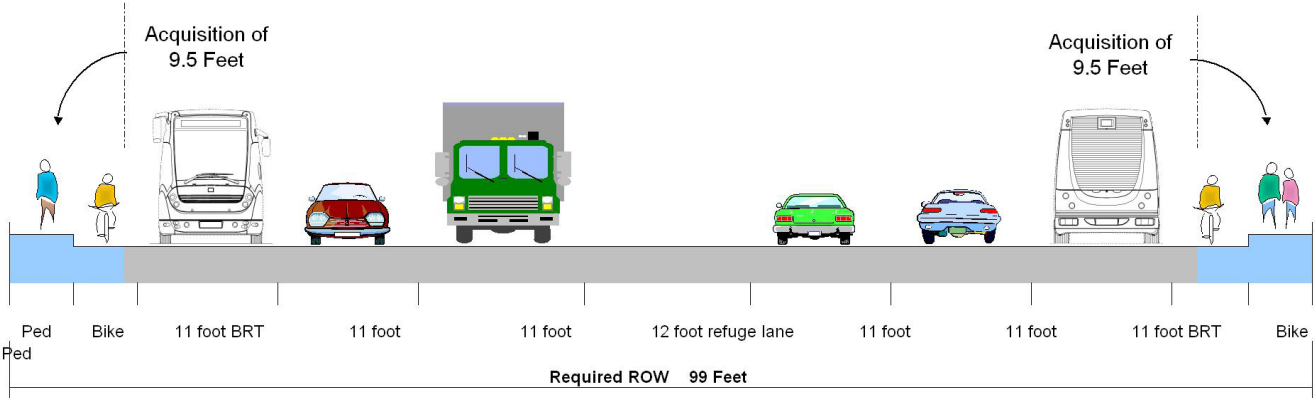 Acquisition of
9.5 Feet
Acquisition of
9.5 Feet
Ped Bike 11 foot BRT 11 foot 11 foot 12 foot refuge lane 11 foot 11 foot 11 foot BRT Bike
Ped
Required ROW 99 Feet